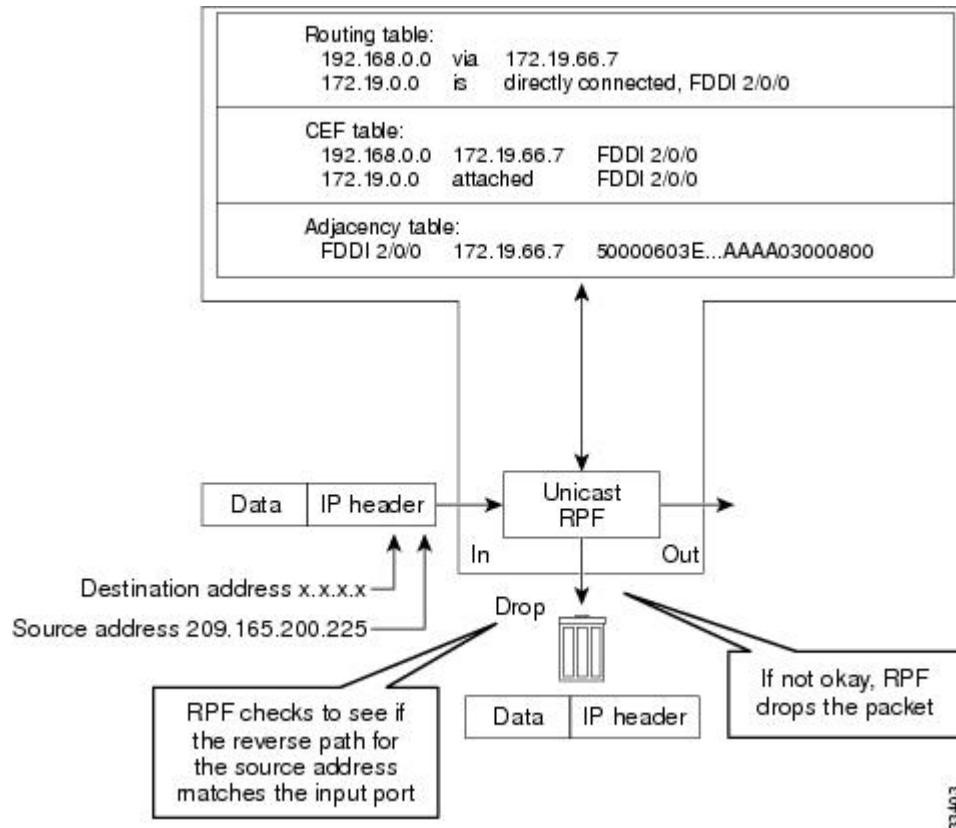 Routing table:
192.168.0.0 via 172.19.66.7
172.19.0.0 is directly connected, FDDI 2/0/0
CEF table:
192.168.0.0 172.19.66.7 FDDI 2/0/0
172.19.0.0 attached FDDI 2/0/0
Adjacency table:
FDDI 2/0/0 172.19.66.7 50000603E...AAAA03000800
Data IP header
Unicast
RPF
In
Out
Destination address x.x.x.x
Source address 209.165.200.225
Drop
RPF checks to see if
the reverse path for
the source address
matches the input port
Data IP header
If not okay, RPF
drops the packet